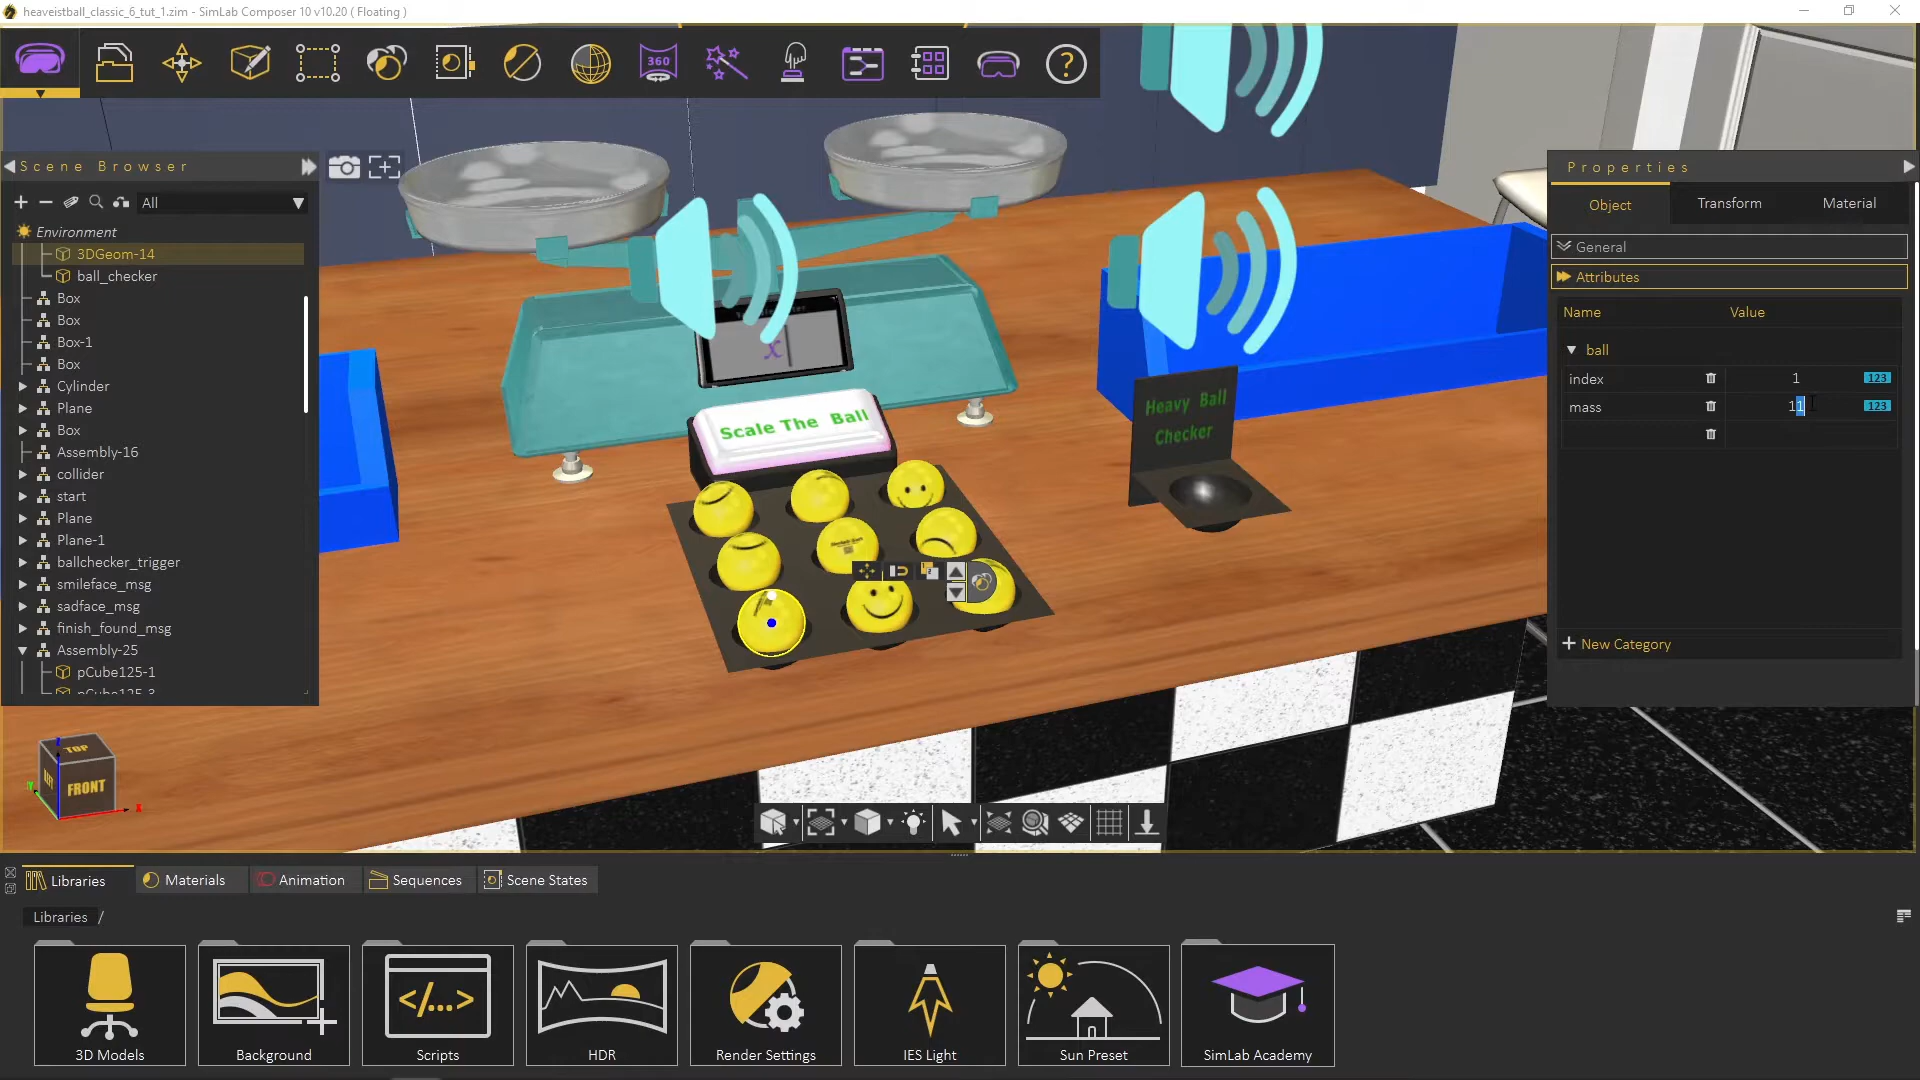 heaveistball_classic_6_tut_1.zim - SimLab Composer 10 v10.20 ( Floating )
360
?
Scene Browser
All
Environment
3DGeom-14
ball_checker
Box
Box
Box-1
Box
Cylinder
Plane
Box
Assembly-16
collider
start
Plane
Plane-1
ballchecker_trigger
smileface_msg
sadface_msg
finish_found_msg
Assembly-25
pCube125-1
pCube125-3
Scale The Ball
Heavy Ball
Checker
TOP
FRONT
X
Properties
Object
Transform
Material
General
Attributes
Name
Value
ball
index
1
123
mass
11
123
New Category
Libraries
Materials
Animation
Sequences
Scene States
Libraries /
</...>
3D Models
Background
Scripts
HDR
Render Settings
IES Light
Sun Preset
SimLab Academy